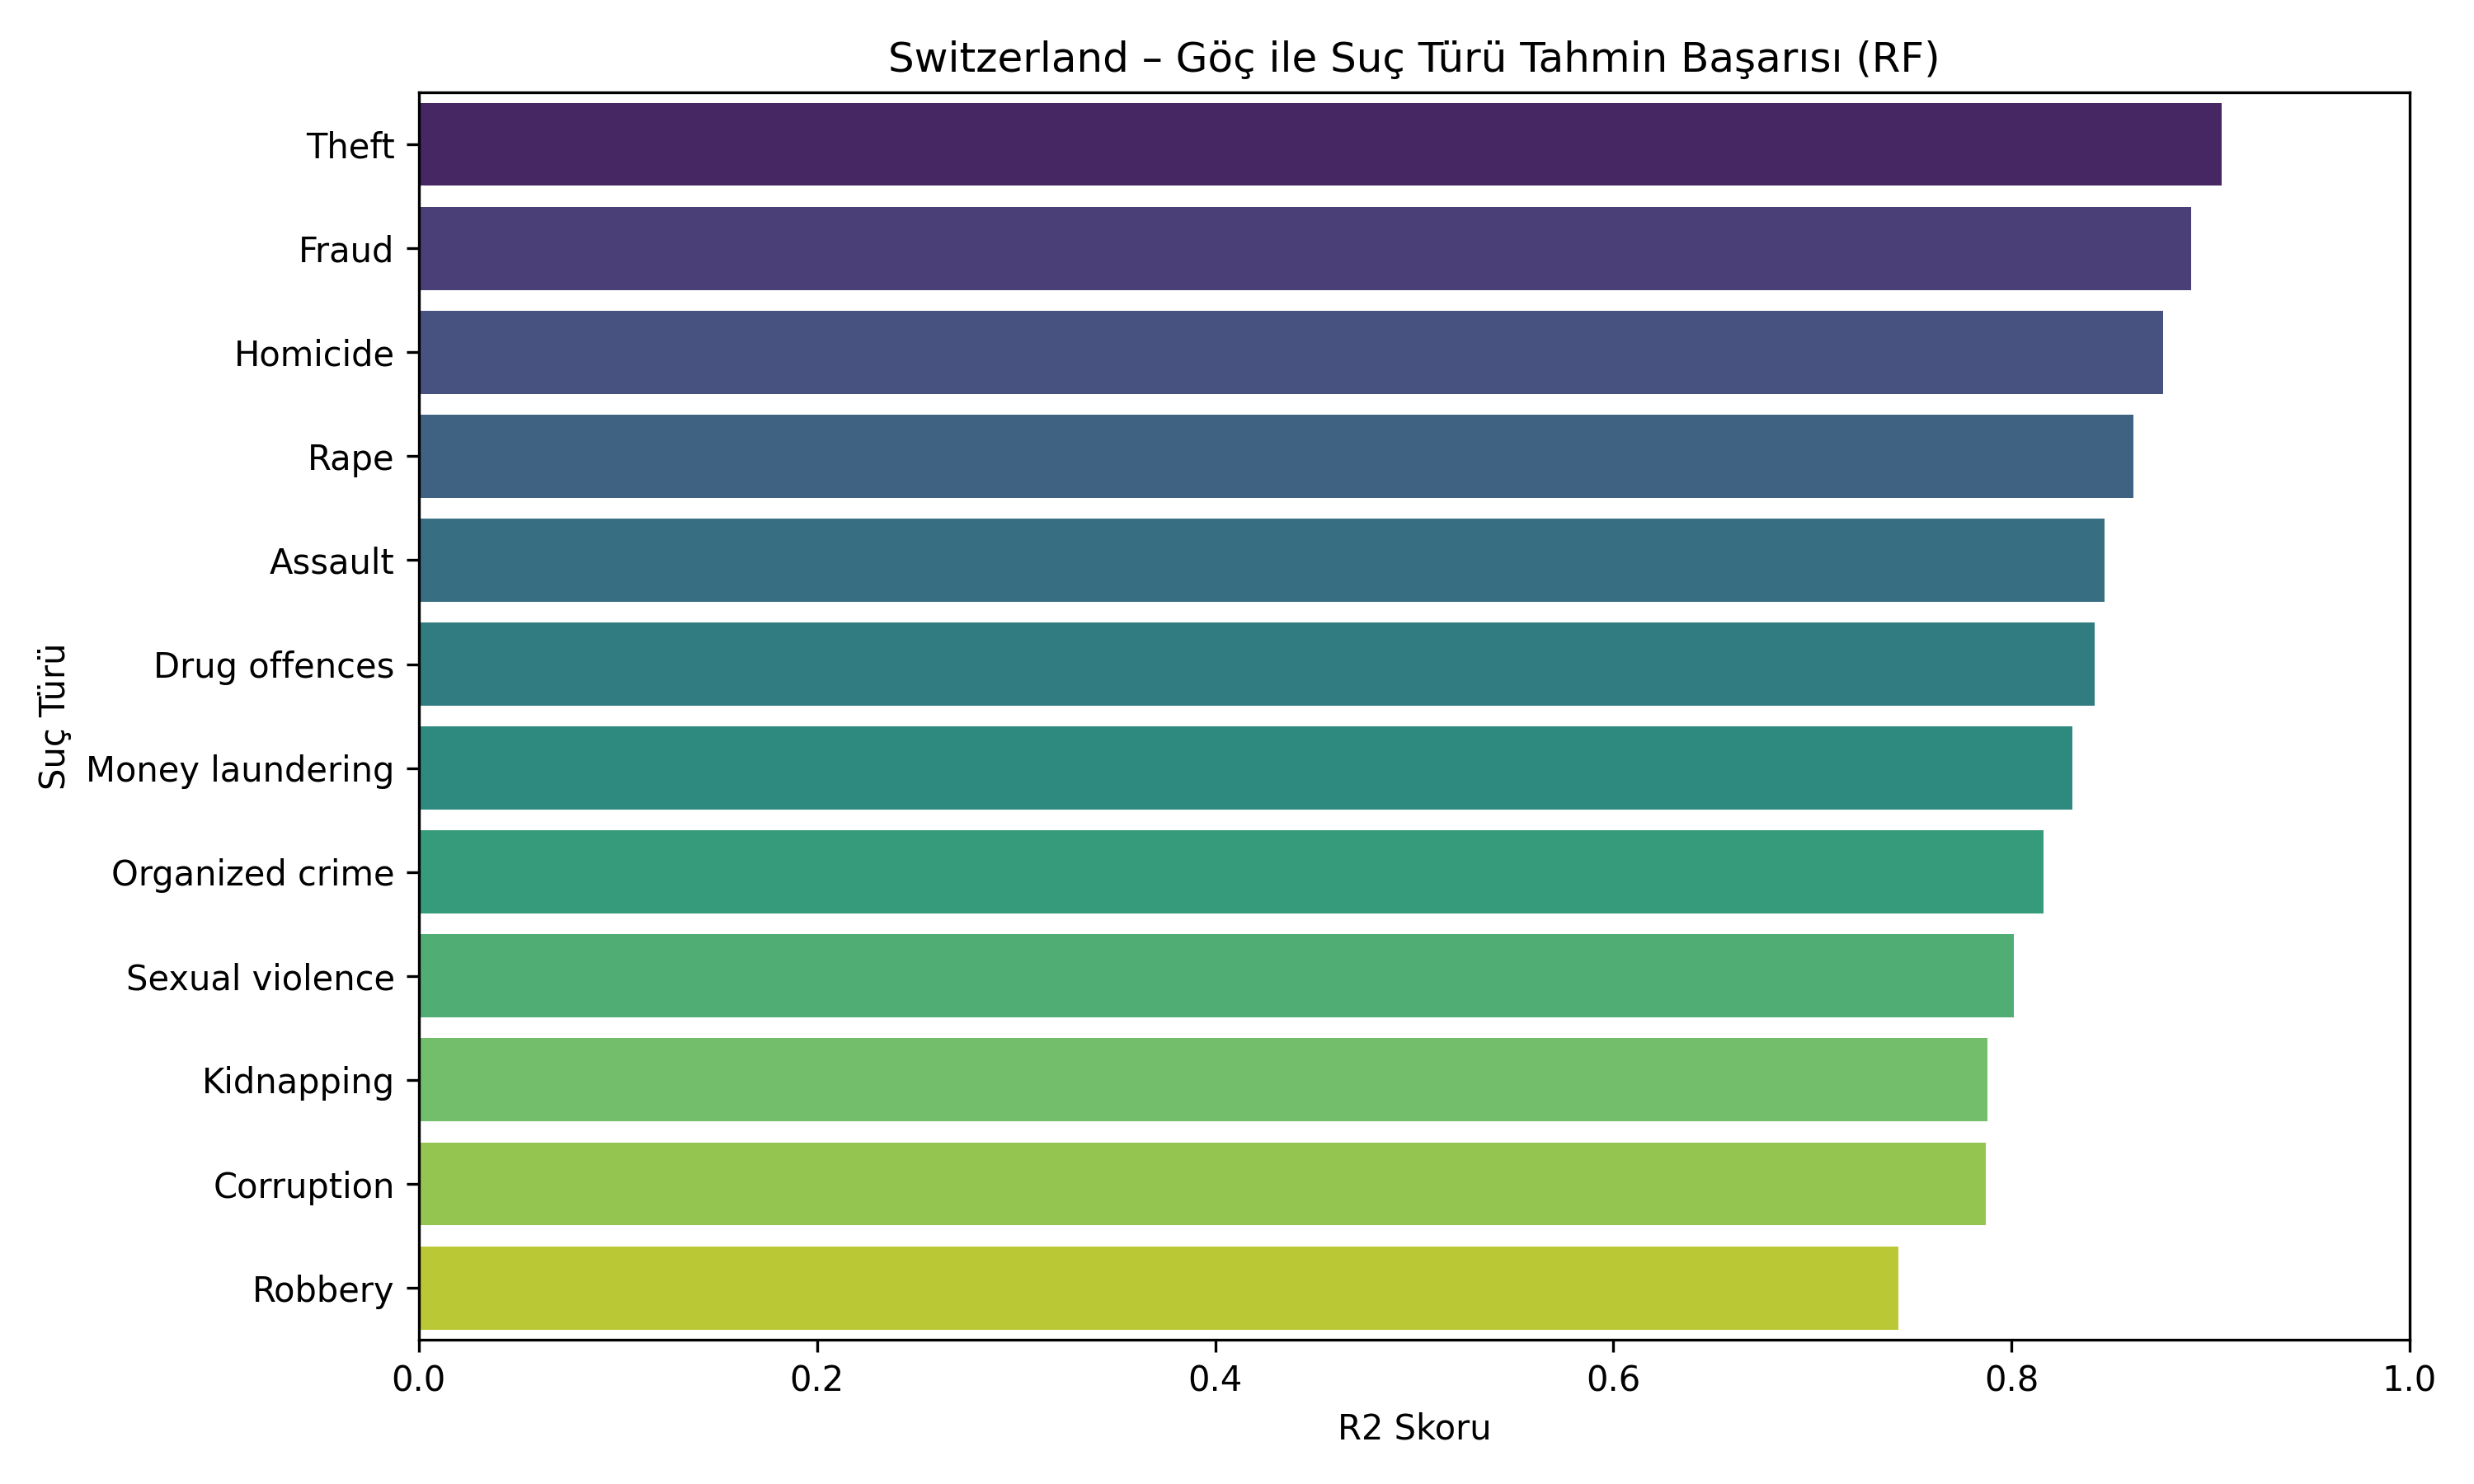 Switzerland – Göç ile Suç Türü Tahmin Başarısı (RF)
Suç Türü
Theft
Fraud
Homicide
Rape
Assault
Drug offences
Money laundering
Organized crime
Sexual violence
Kidnapping
Corruption
Robbery
0.0 0.2 0.4 0.6 0.8 1.0
R2 Skoru